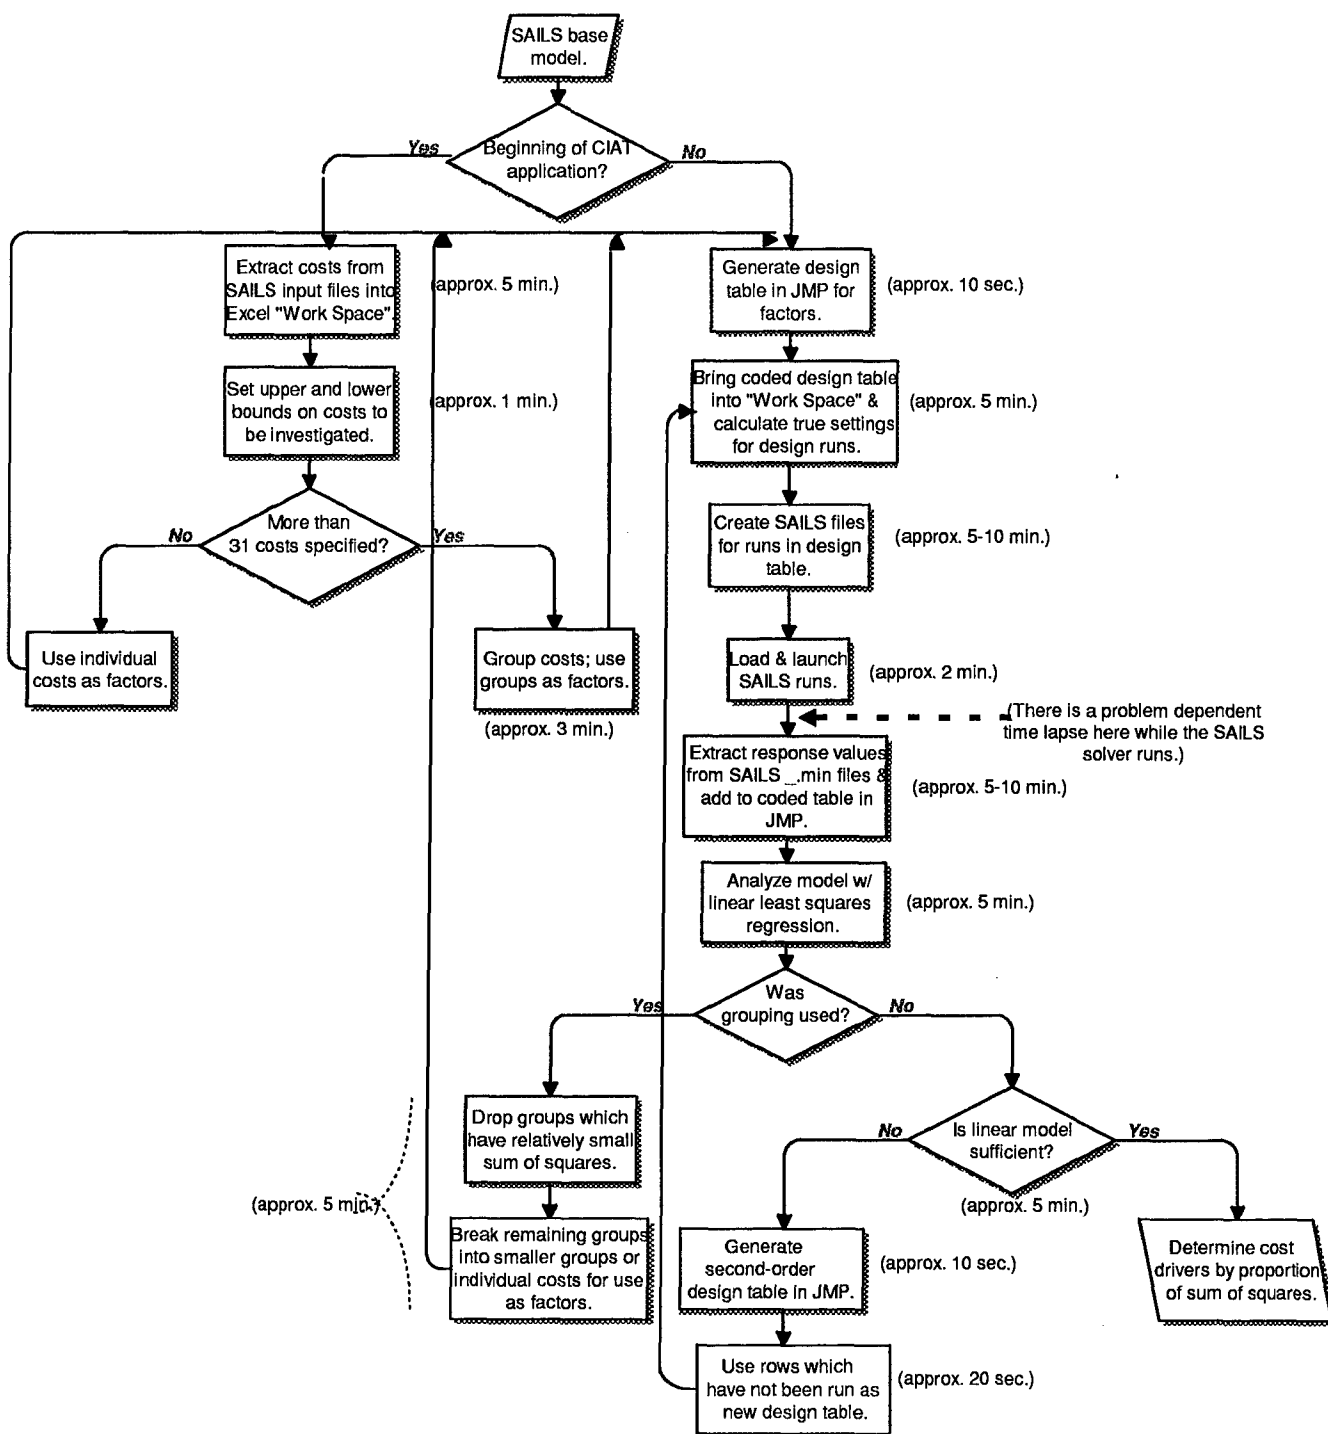 SAILS base
model.
Beginning of CIAT
application?
Yes
No
Extract costs from
SAILS input files into
Excel "Work Space".
(approx. 5 min.)
Set upper and lower
bounds on costs to
be investigated.
(approx. 1 min.)
More than
31 costs specified?
No
Yes
Use individual
costs as factors.
Group costs; use
groups as factors.
(approx. 3 min.)
Generate design
table in JMP for
factors.
(approx. 10 sec.)
Bring coded design table
into "Work Space" &
calculate true settings
for design runs.
(approx. 5 min.)
Create SAILS files
for runs in design
table.
(approx. 5-10 min.)
Load & launch
SAILS runs.
(approx. 2 min.)
(There is a problem dependent
time lapse here while the SAILS
solver runs.)
Extract response values
from SAILS _.min files &
add to coded table in
JMP.
(approx. 5-10 min.)
Analyze model w/
linear least squares
regression.
(approx. 5 min.)
Was
grouping used?
Yes
No
Drop groups which
have relatively small
sum of squares.
Break remaining groups
into smaller groups or
individual costs for use
as factors.
(approx. 5 min.)
Is linear model
sufficient?
No
Yes
(approx. 5 min.)
Generate
second-order
design table in JMP.
(approx. 10 sec.)
Use rows which
have not been run as
new design table.
(approx. 20 sec.)
Determine cost
drivers by proportion
of sum of squares.